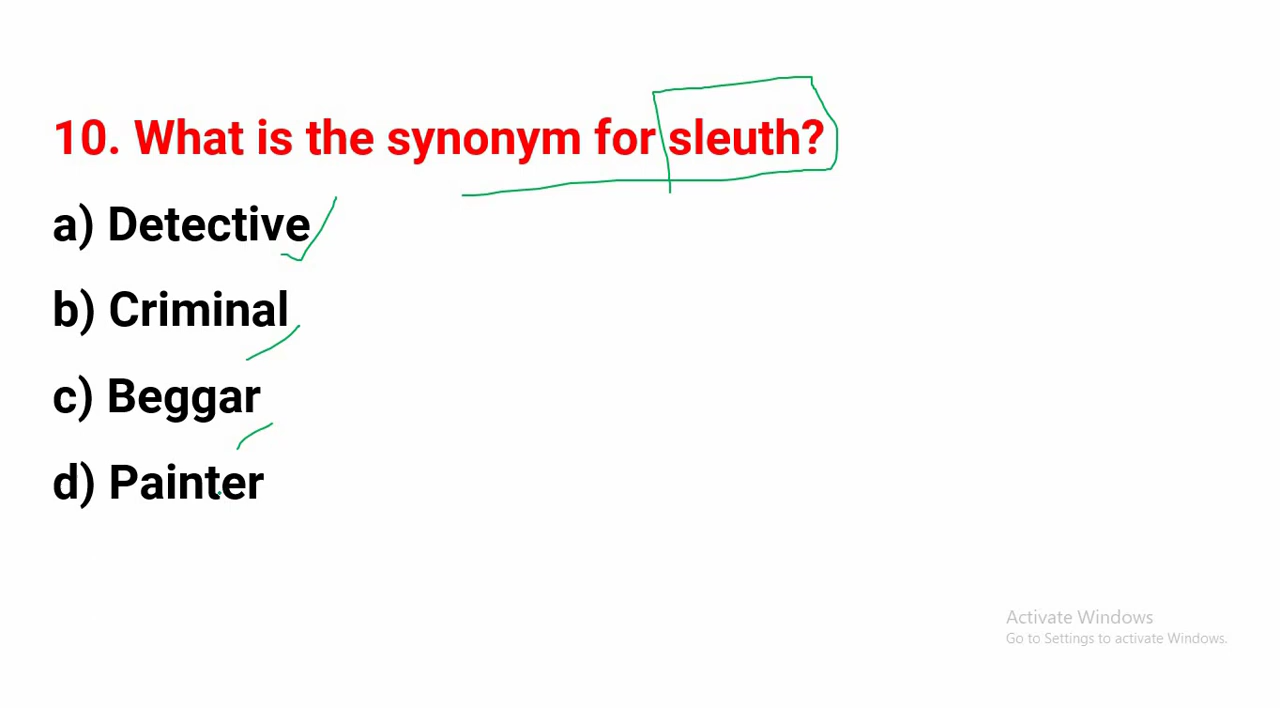 10. What is the synonym for sleuth?
a) Detective
b) Criminal
c) Beggar
d) Painter
Activate Windows
Go to Settings to activate Windows.